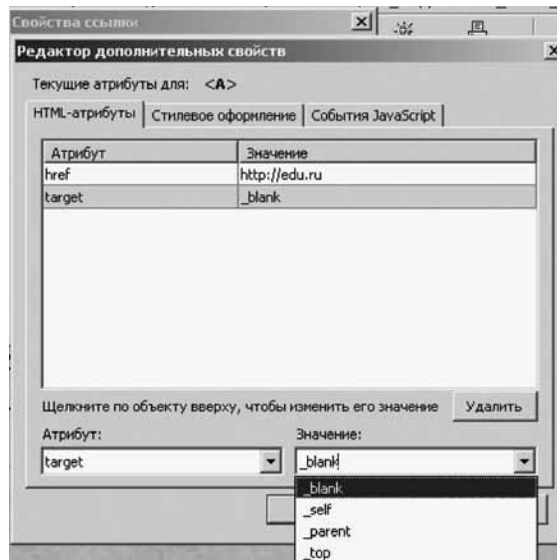 Свойства ссылки
Редактор дополнительных свойств
Текущие атрибуты для: <A>
HTML-атрибуты Стилевое оформление События JavaScript
Атрибут Значение
href http://edu.ru
target _blank
Щелкните по объекту вверху, чтобы изменить его значение Удалить
Атрибут: Значение:
target _blank
_blank
_self
_parent
_top